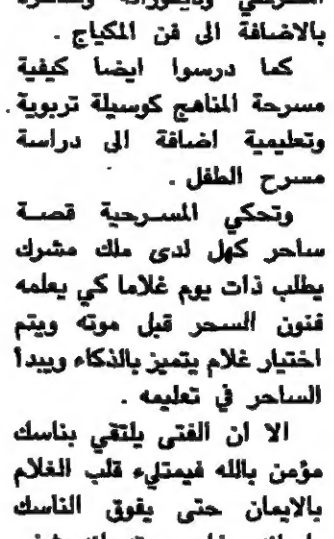 بالاضافة الى فن المكياج .
كما درسوا ايضا كيفية
مسرحة المناهج كوسيلة تربوية .
وتعليمية اضافة الى دراسة
مسرح الطفل .
وتحكي المسرحية قصة
ساحر كهل لدى ملك مشرك
يطلب ذات يوم غلاما كي يعلمه
فنون السحر قبل موته ويتم
اختيار غلام يتميز بالذكاء ويبدأ
الساحر في تعليمه .
الا ان الفتى يلتقي بناسك
مؤمن بالله فيمتليء قلب الغلام
بالايمان حتى يفوق الناسك